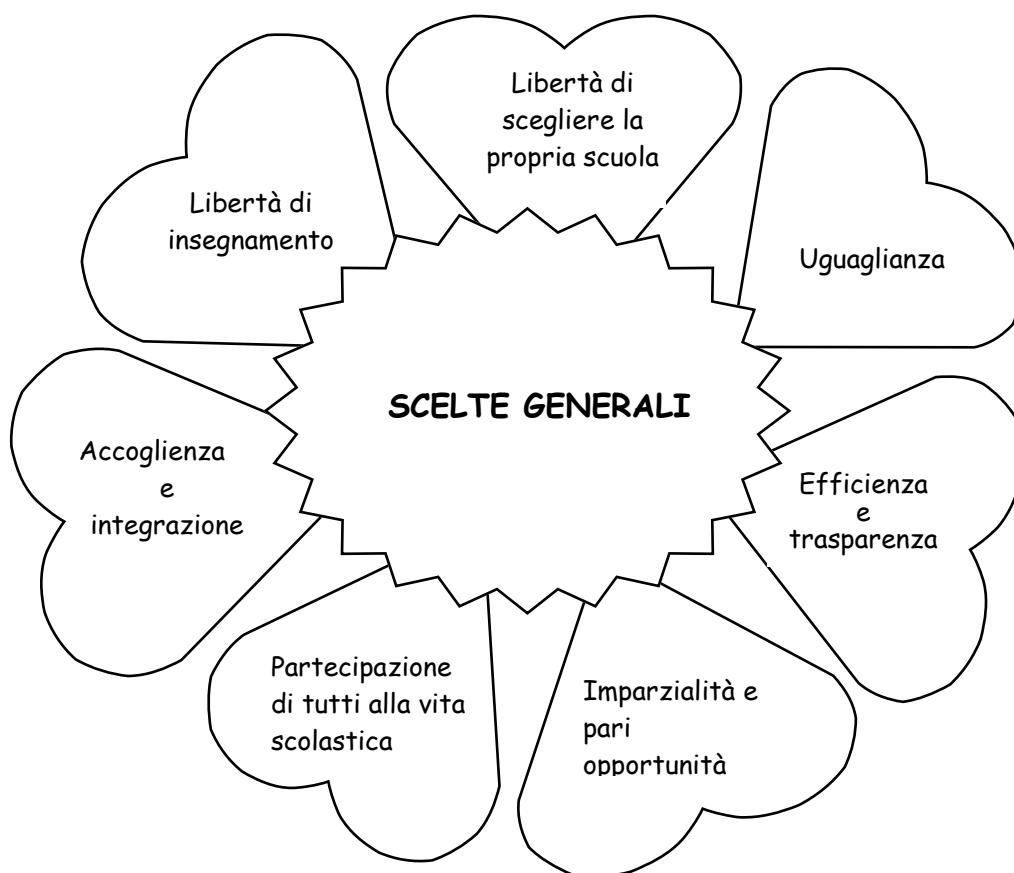 Libertà di
scegliere la
propria scuola
Libertà di
insegnamento
Uguaglianza
SCELTE GENERALI
Accoglienza
e
integrazione
Efficienza
e
trasparenza
Partecipazione
di tutti alla vita
scolastica
Imparzialità e
pari
opportunità